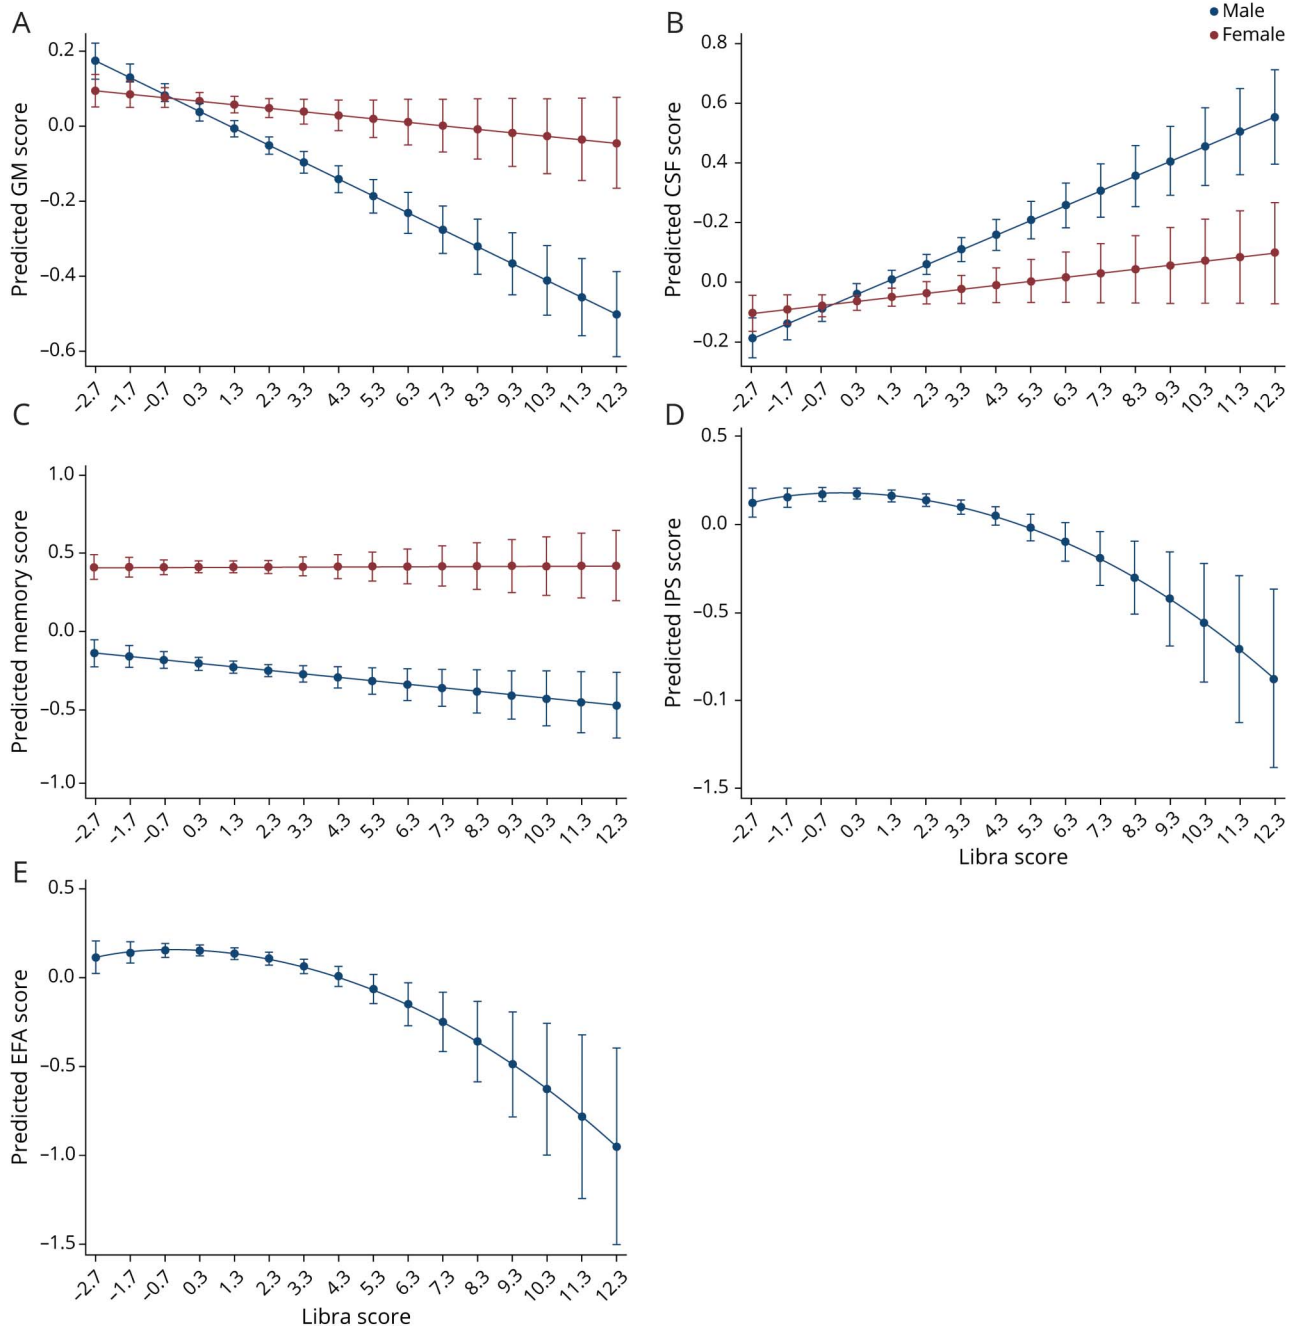 A
B
Male
Female
Predicted GM score
0.2
0.0
−0.2
−0.4
−0.6
−2.7 −1.7 −0.7 0.3 1.3 2.3 3.3 4.3 5.3 6.3 7.3 8.3 9.3 10.3 11.3 12.3
Predicted CSF score
0.8
0.6
0.4
−0.2
0.0
−0.2
−2.7 −1.7 −0.7 0.3 1.3 2.3 3.3 4.3 5.3 6.3 7.3 8.3 9.3 10.3 11.3 12.3
C
Predicted memory score
1.0
0.5
0.0
−0.5
−1.0
−2.7 −1.7 −0.7 0.3 1.3 2.3 3.3 4.3 5.3 6.3 7.3 8.3 9.3 10.3 11.3 12.3
D
Predicted IPS score
0.5
0.0
−0.5
−0.1
−1.5
−2.7 −1.7 −0.7 0.3 1.3 2.3 3.3 4.3 5.3 6.3 7.3 8.3 9.3 10.3 11.3 12.3
Libra score
E
Predicted EFA score
0.5
0.0
−0.5
−1.0
−1.5
−2.7 −1.7 −0.7 0.3 1.3 2.3 3.3 4.3 5.3 6.3 7.3 8.3 9.3 10.3 11.3 12.3
Libra score